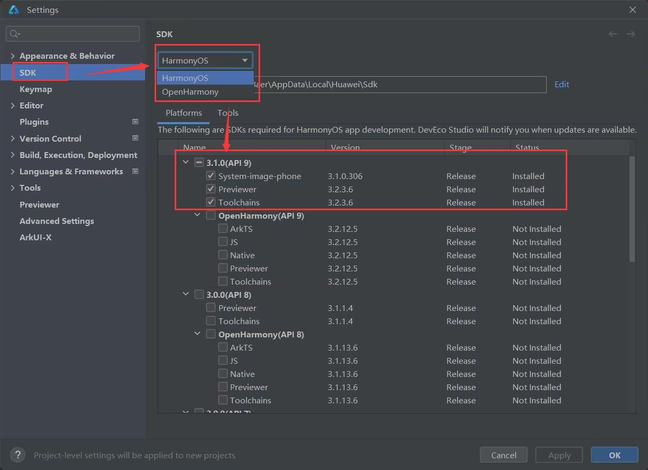 Settings
SDK
Appearance & Behavior
SDK
Keymap
Editor
Plugins
Version Control
Build, Execution, Deployment
Languages & Frameworks
Tools
Previewer
Advanced Settings
ArkUI-X
HarmonyOS
HarmonyOS
OpenHarmony
\AppData\Local\Huawei\Sdk Edit
Platforms Tools
The following are SDKs required for HarmonyOS app development. DevEco Studio will notify you when updates are available.
Name Version Stage Status
3.1.0(API 9)
System-image-phone 3.1.0.306 Release Installed
Previewer 3.2.3.6 Release Installed
Toolchains 3.2.3.6 Release Installed
OpenHarmony(API 9)
ArkTS 3.2.12.5 Release Not Installed
JS 3.2.12.5 Release Not Installed
Native 3.2.12.5 Release Not Installed
Previewer 3.2.12.5 Release Not Installed
Toolchains 3.2.12.5 Release Not Installed
3.0.0(API 8)
Previewer 3.1.1.4 Release Not Installed
Toolchains 3.1.1.4 Release Not Installed
OpenHarmony(API 8)
ArkTS 3.1.13.6 Release Not Installed
JS 3.1.13.6 Release Not Installed
Native 3.1.13.6 Release Not Installed
Previewer 3.1.13.6 Release Not Installed
Toolchains 3.1.13.6 Release Not Installed
? Project-level settings will be applied to new projects
Cancel Apply OK